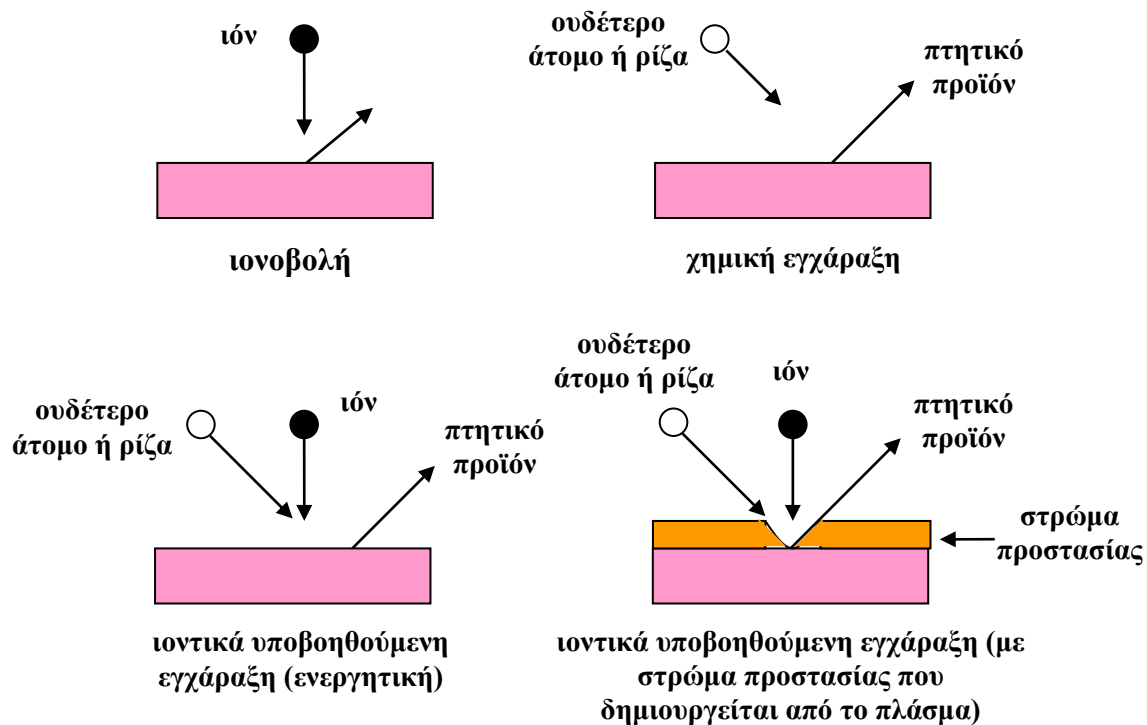 ιόν
ιονοβολή
ουδέτερο
άτομο ή ρίζα
πτητικό
προϊόν
χημική εγχάραξη
ουδέτερο
άτομο ή ρίζα
ιόν
πτητικό
προϊόν
ιοντικά υποβοηθούμενη
εγχάραξη (ενεργητική)
ουδέτερο
άτομο ή ρίζα
ιόν
πτητικό
προϊόν
στρώμα
προστασίας
ιοντικά υποβοηθούμενη εγχάραξη (με
στρώμα προστασίας που
δημιουργείται από το πλάσμα)